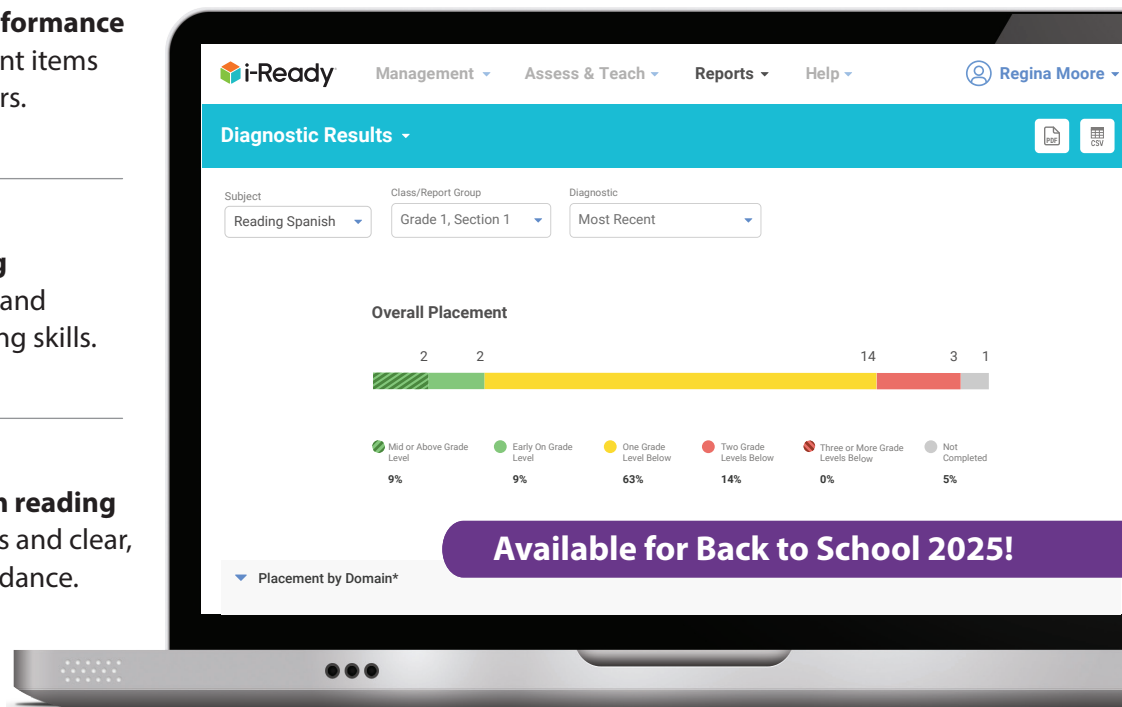 formance
nt items
rs.
g
and
ng skills.
n reading
s and clear,
dance.
i-Ready
Management
Assess & Teach
Reports
Help
Regina Moore
Diagnostic Results
PDF
CSV
Subject
Class/Report Group
Diagnostic
Reading Spanish
Grade 1, Section 1
Most Recent
Overall Placement
2 2 14 3 1
Mid or Above Grade
Level
9%
Early On Grade
Level
9%
One Grade
Level Below
63%
Two Grade
Levels Below
14%
Three or More Grade
Levels Below
0%
Not
Completed
5%
Available for Back to School 2025!
Placement by Domain*